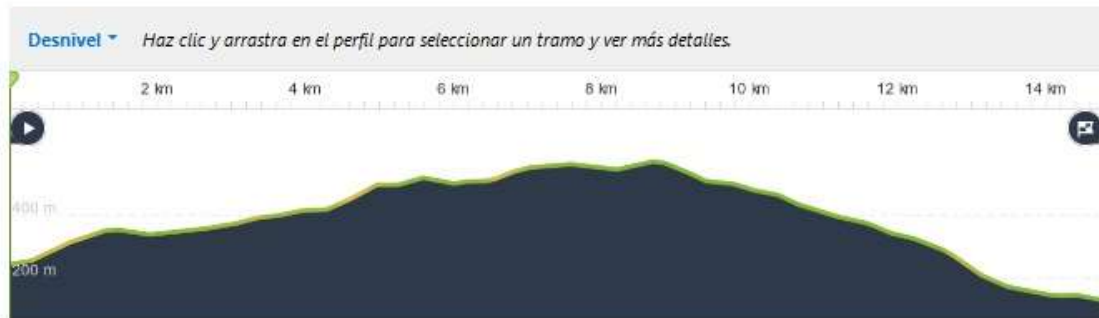 Desnivel Haz clic y arrastra en el perfil para seleccionar un tramo y ver más detalles.
2 km 4 km 6 km 8 km 10 km 12 km 14 km
400 m
200 m